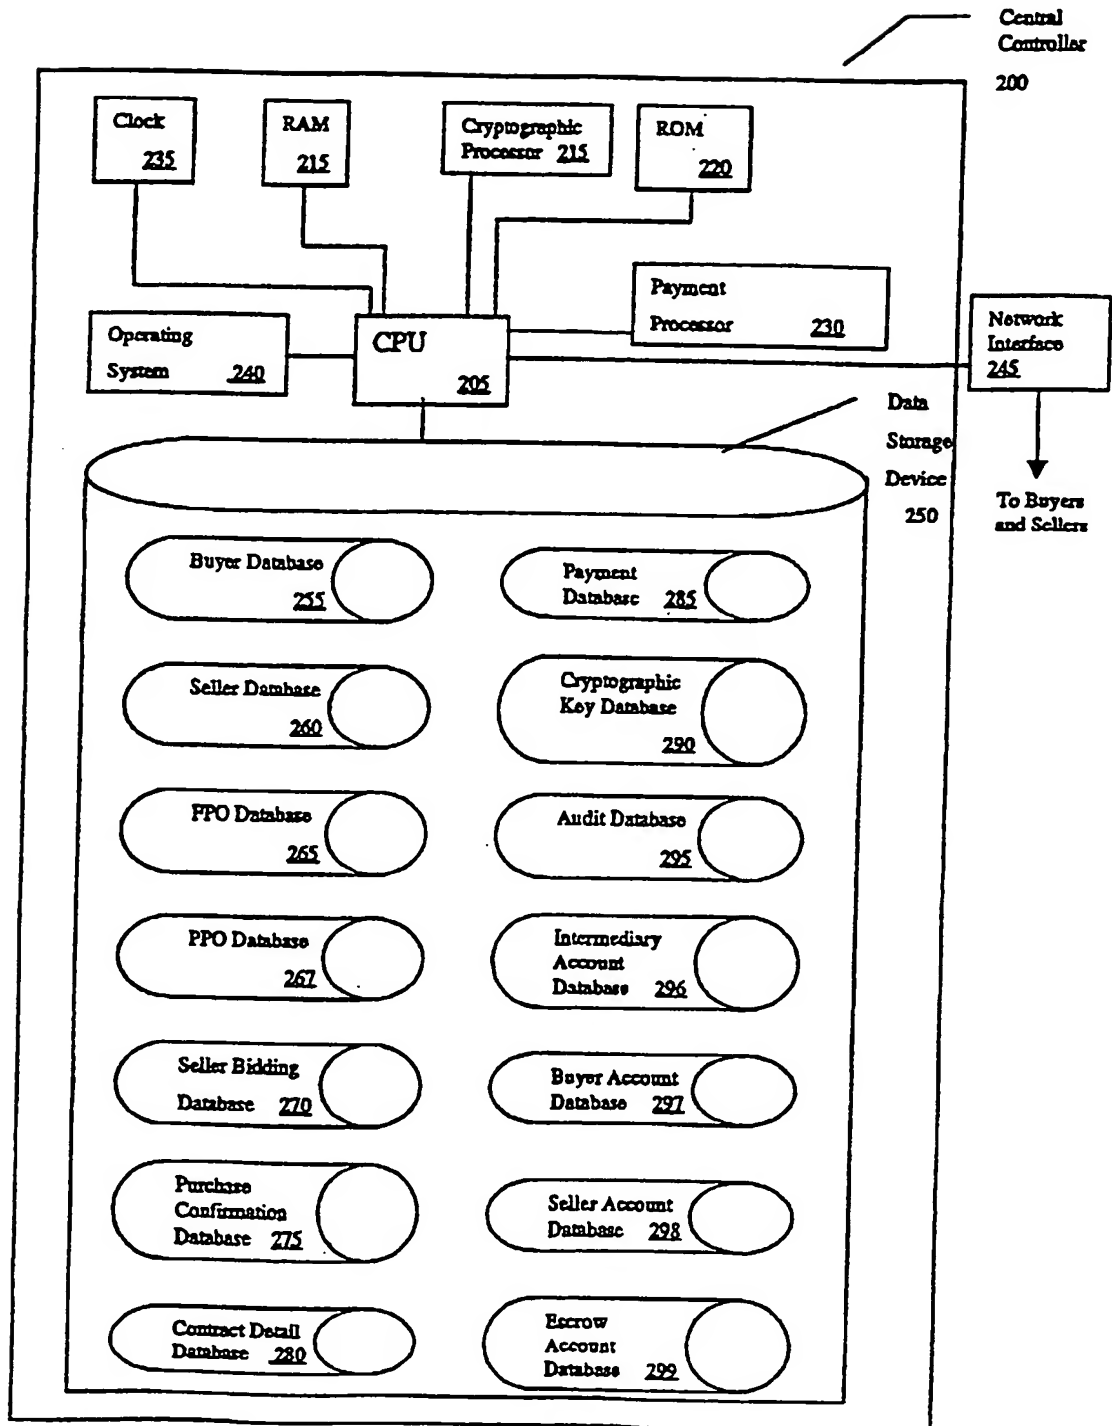 Central
Controller
200
Clock
235
RAM
215
Cryptographic
Processor 215
ROM
220
Payment
Processor 230
Operating
System 240
CPU
205
Network
Interface
245
Data
Storage
Device
250
To Buyers
and Sellers
Buyer Database
255
Payment
Database 285
Seller Database
260
Cryptographic
Key Database
290
FPO Database
265
Audit Database
295
PPO Database
267
Intermediary
Account
Database 296
Seller Bidding
Database 270
Buyer Account
Database 297
Purchase
Confirmation
Database 275
Seller Account
Database 298
Contract Detail
Database 280
Escrow
Account
Database 299